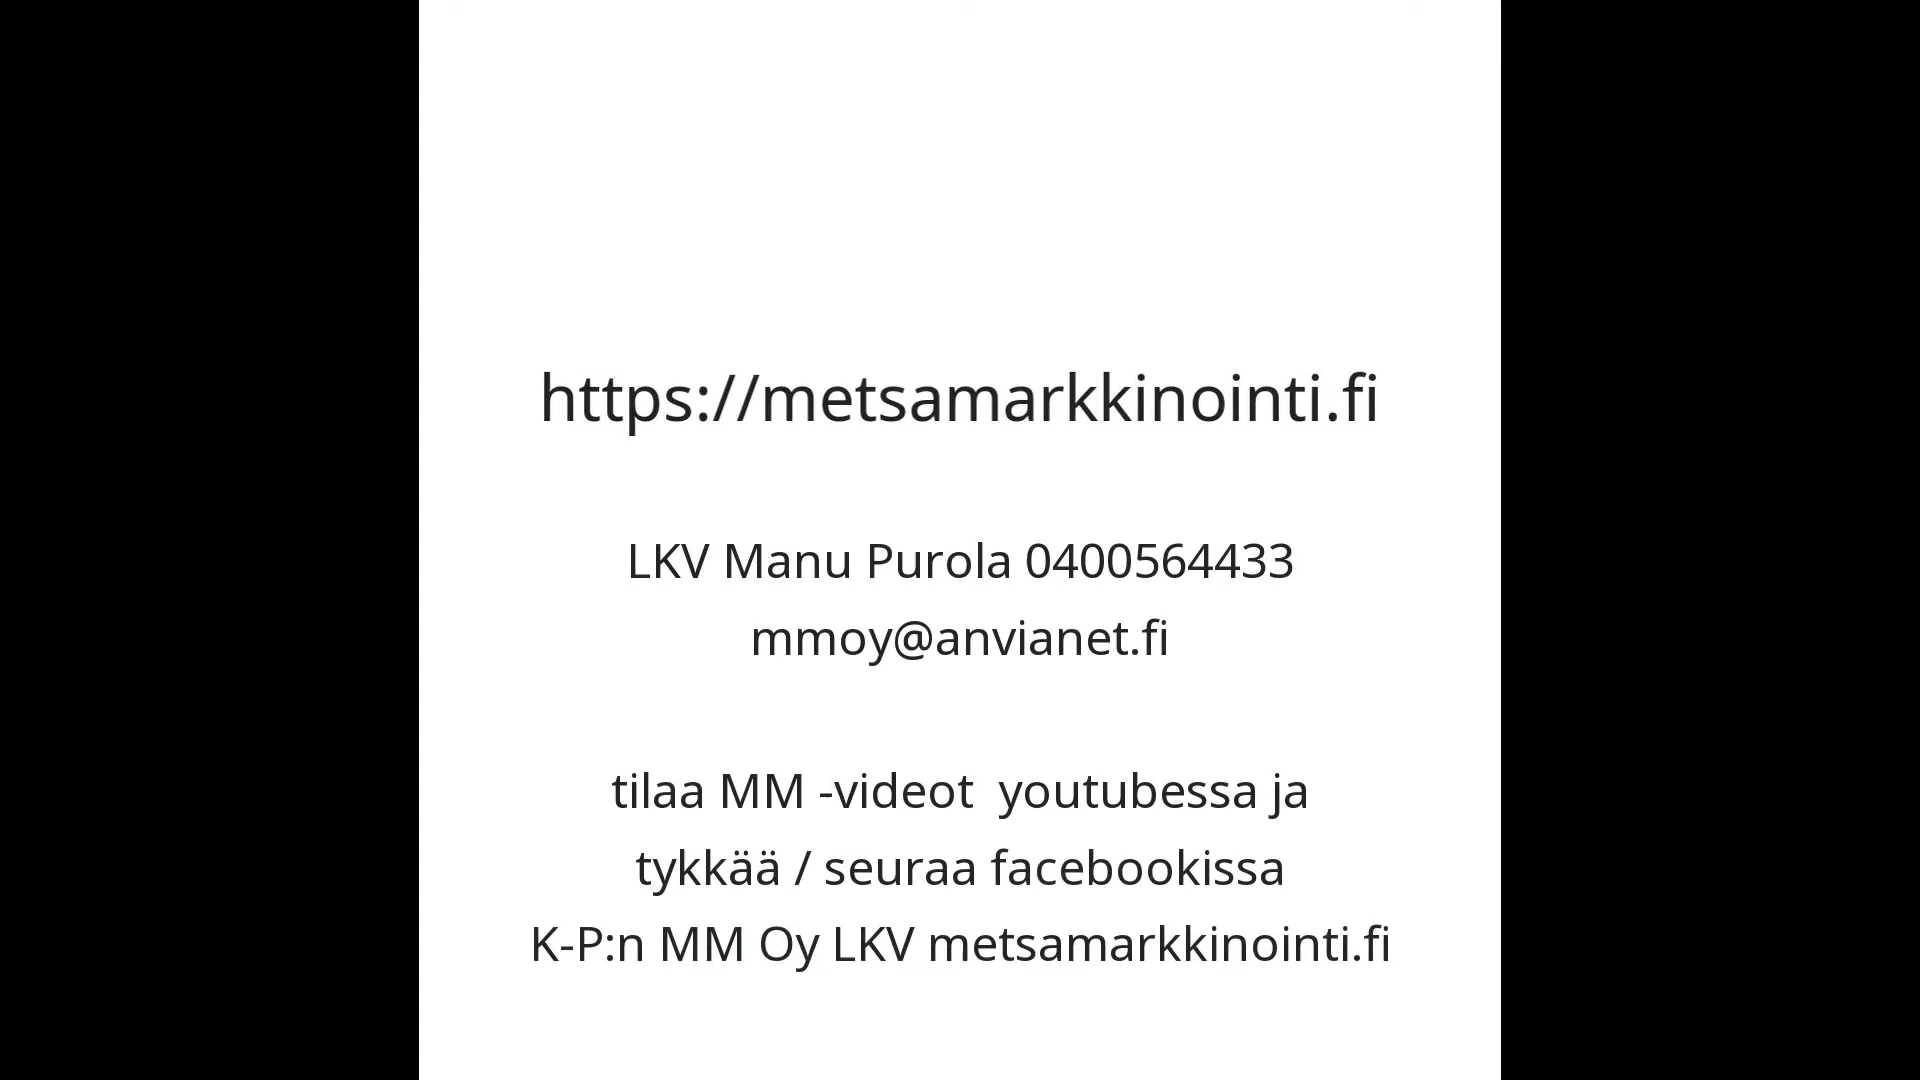 https://metsamarkkinointi.fi
LKV Manu Purola 0400564433
mmoy@anvianet.fi
tilaa MM -videot  youtubessa ja
tykkää / seuraa facebookissa
K-P:n MM Oy LKV metsamarkkinointi.fi